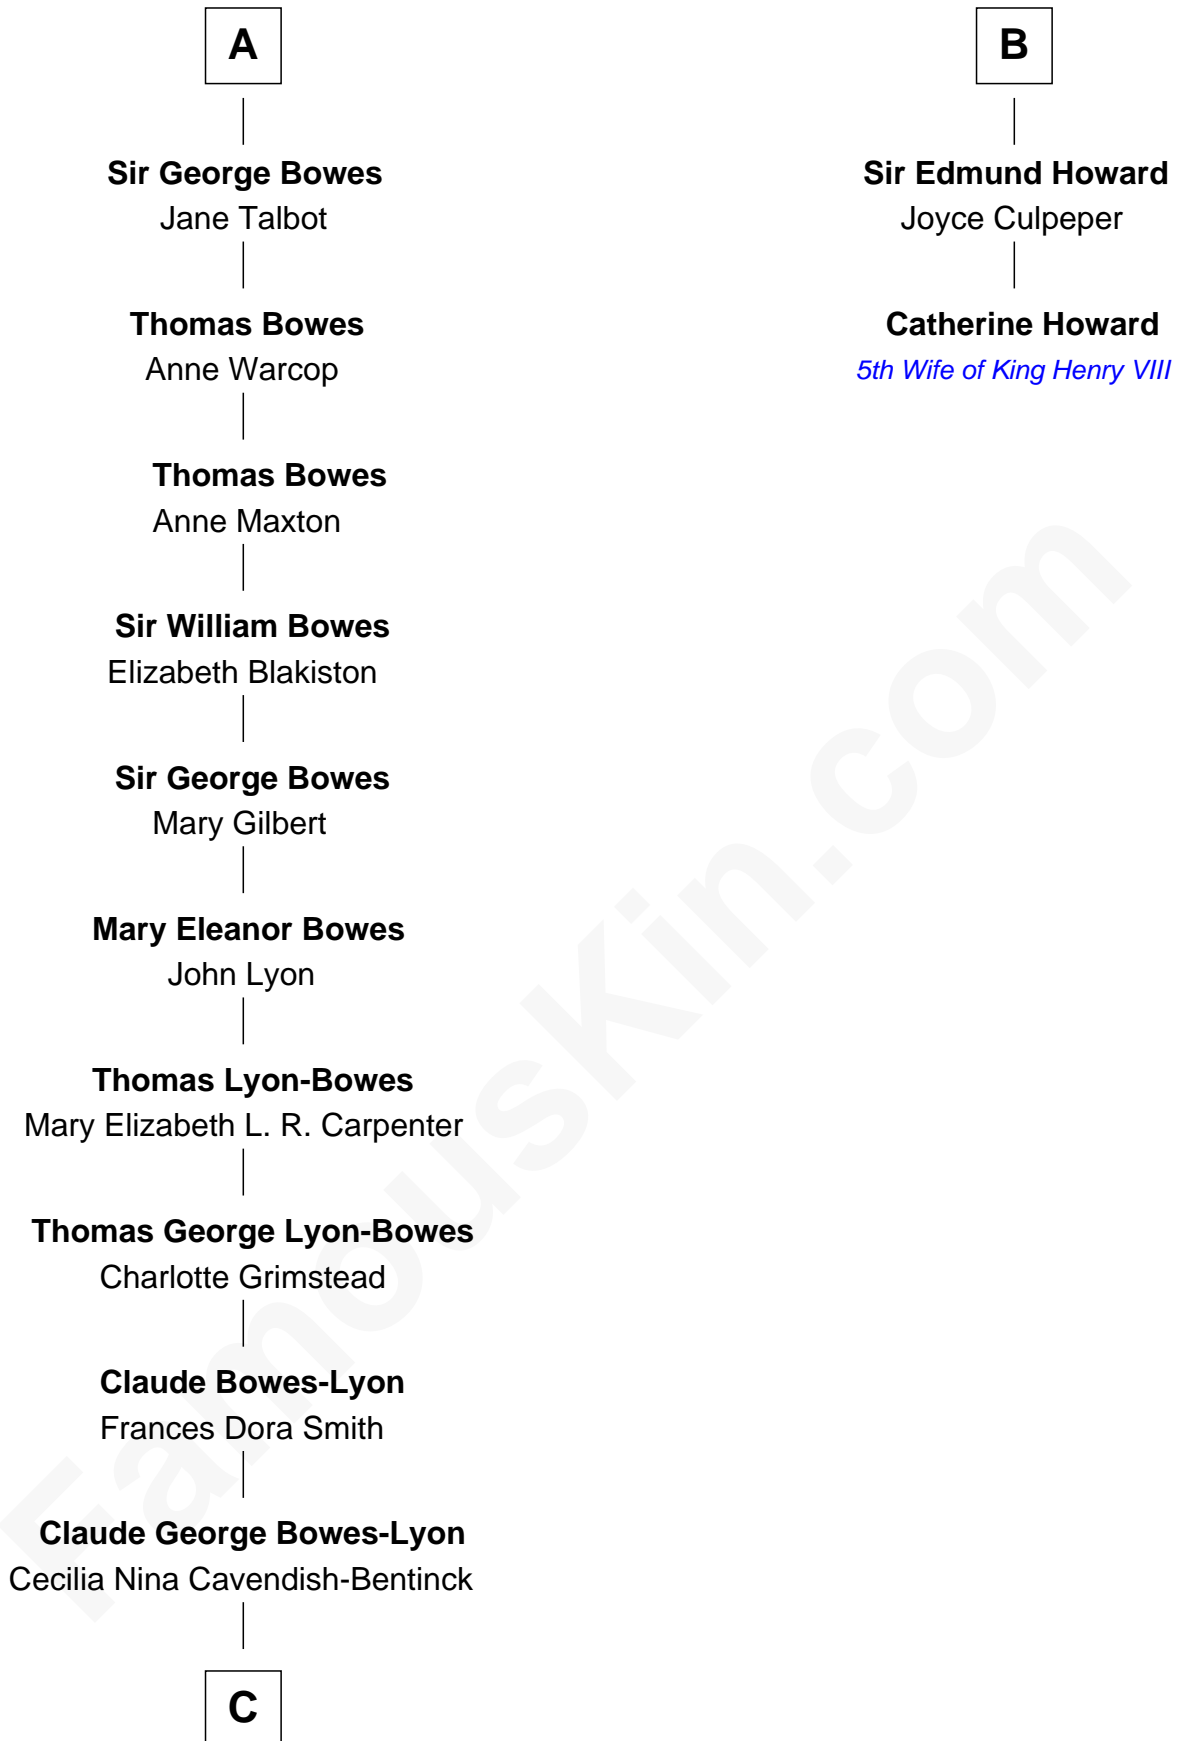 A
Sir George Bowes
Jane Talbot
Thomas Bowes
Anne Warcop
Thomas Bowes
Anne Maxton
Sir William Bowes
Elizabeth Blakiston
Sir George Bowes
Mary Gilbert
Mary Eleanor Bowes
John Lyon
Thomas Lyon-Bowes
Mary Elizabeth L. R. Carpenter
Thomas George Lyon-Bowes
Charlotte Grimstead
Claude Bowes-Lyon
Frances Dora Smith
Claude George Bowes-Lyon
Cecilia Nina Cavendish-Bentinck
C
B
Sir Edmund Howard
Joyce Culpeper
Catherine Howard
5th Wife of King Henry VIII
FamousKin.com